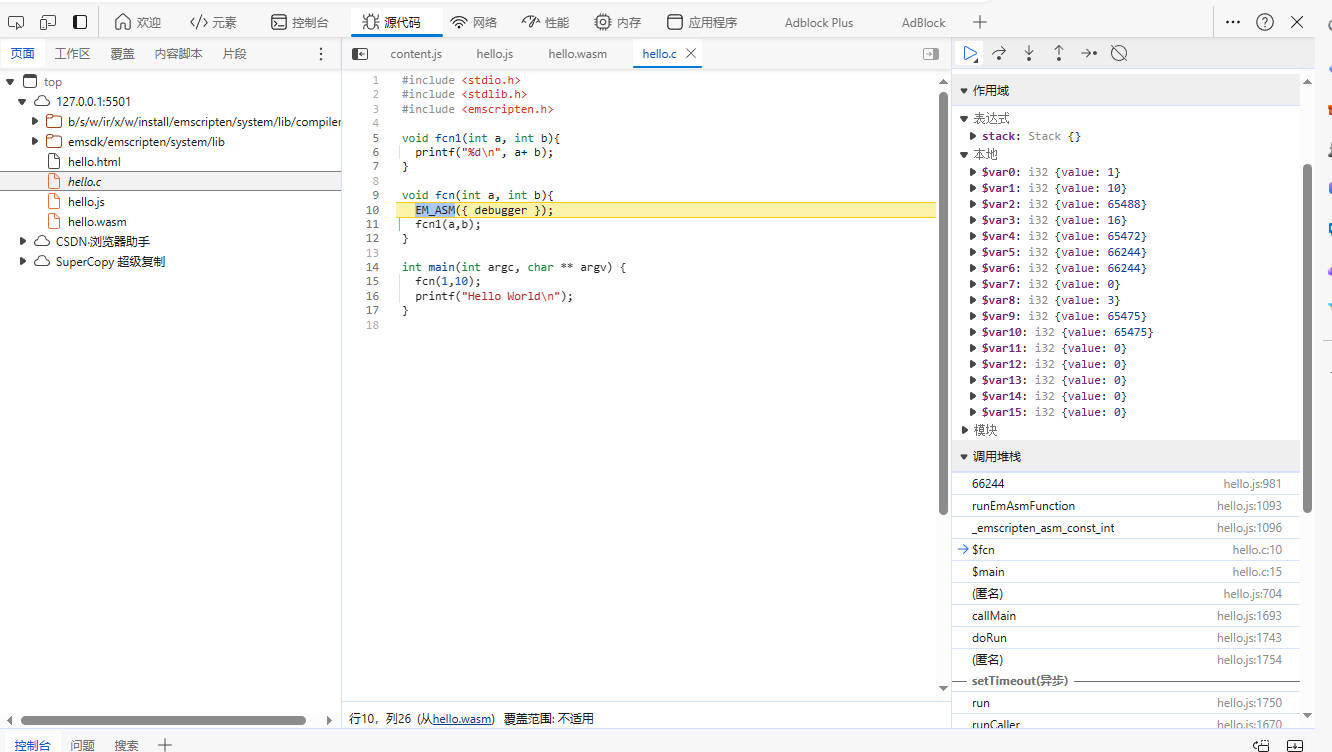 欢迎 元素 控制台 源代码 网络 性能 内存 应用程序 Adblock Plus AdBlock
页面 工作区 覆盖 内容脚本 片段
content.js hello.js hello.wasm hello.c
top
127.0.0.1:5501
b/s/w/ir/x/w/install/emscripten/system/lib/compiler
emsdk/emscripten/system/lib
hello.html
hello.c
hello.js
hello.wasm
CSDN·浏览器助手
SuperCopy 超级复制
1 #include <stdio.h>
2 #include <stdlib.h>
3 #include <emscripten.h>
4
5 void fcn1(int a, int b){
6 printf("%d\n", a+ b);
7 }
8
9 void fcn(int a, int b){
10 EM_ASM({ debugger });
11 fcn1(a,b);
12 }
13
14 int main(int argc, char ** argv) {
15 fcn(1,10);
16 printf("Hello World\n");
17 }
18
行10，列26 (从hello.wasm) 覆盖范围: 不适用
作用域
表达式
stack: Stack {}
本地
$var0: i32 {value: 1}
$var1: i32 {value: 10}
$var2: i32 {value: 65488}
$var3: i32 {value: 16}
$var4: i32 {value: 65472}
$var5: i32 {value: 66244}
$var6: i32 {value: 66244}
$var7: i32 {value: 0}
$var8: i32 {value: 3}
$var9: i32 {value: 65475}
$var10: i32 {value: 65475}
$var11: i32 {value: 0}
$var12: i32 {value: 0}
$var13: i32 {value: 0}
$var14: i32 {value: 0}
$var15: i32 {value: 0}
模块
调用堆栈
66244 hello.js:981
runEmAsmFunction hello.js:1093
_emscripten_asm_const_int hello.js:1096
$fcn hello.c:10
$main hello.c:15
(匿名) hello.js:704
callMain hello.js:1693
doRun hello.js:1743
(匿名) hello.js:1754
setTimeout(异步)
run hello.js:1750
runCaller hello.js:1670
控制台 问题 搜索